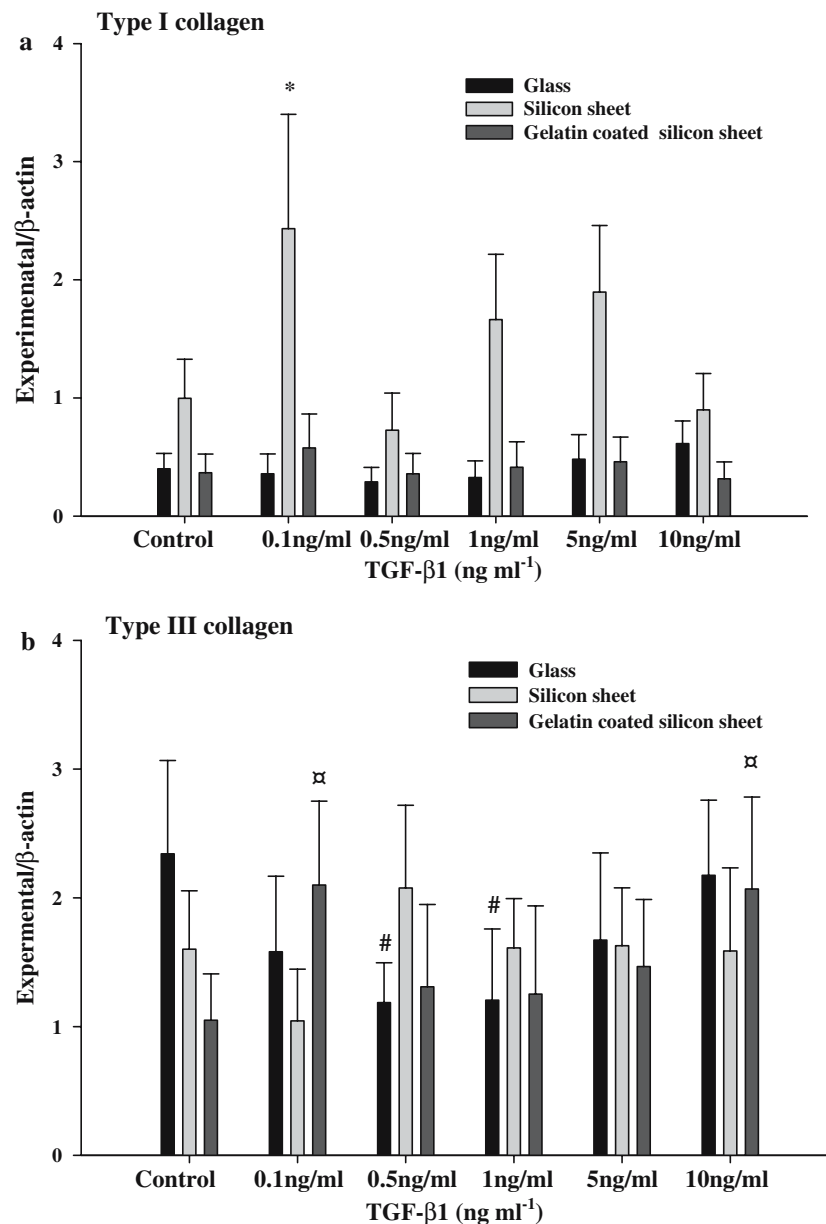 Type I collagen
a
4
*
Glass
Silicon sheet
Gelatin coated silicon sheet
3
2
1
0
Experimenatal/β-actin
Control 0.1ng/ml 0.5ng/ml 1ng/ml 5ng/ml 10ng/ml
TGF-β1 (ng ml-1)
b
Type III collagen
4
Glass
Silicon sheet
Gelatin coated silicon sheet
3
¤
¤
2
#
#
1
0
Expermental/β-actin
Control 0.1ng/ml 0.5ng/ml 1ng/ml 5ng/ml 10ng/ml
TGF-β1 (ng ml-1)